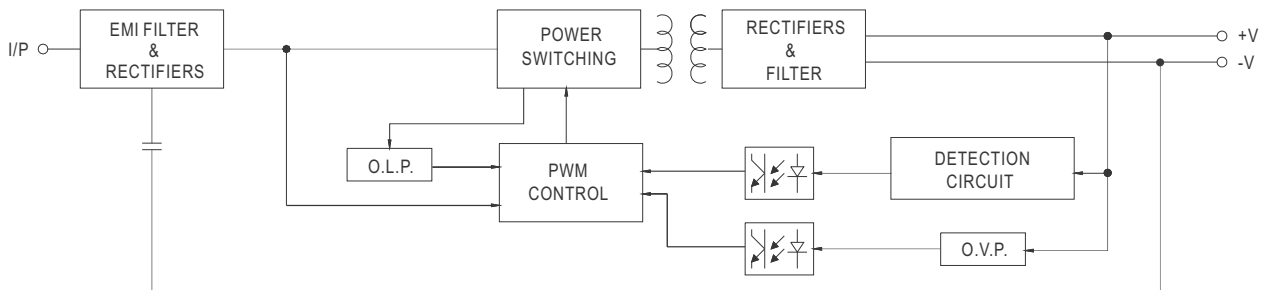 I/P
EMI FILTER
&
RECTIFIERS
POWER
SWITCHING
RECTIFIERS
&
FILTER
+V
-V
O.L.P.
PWM
CONTROL
DETECTION
CIRCUIT
O.V.P.